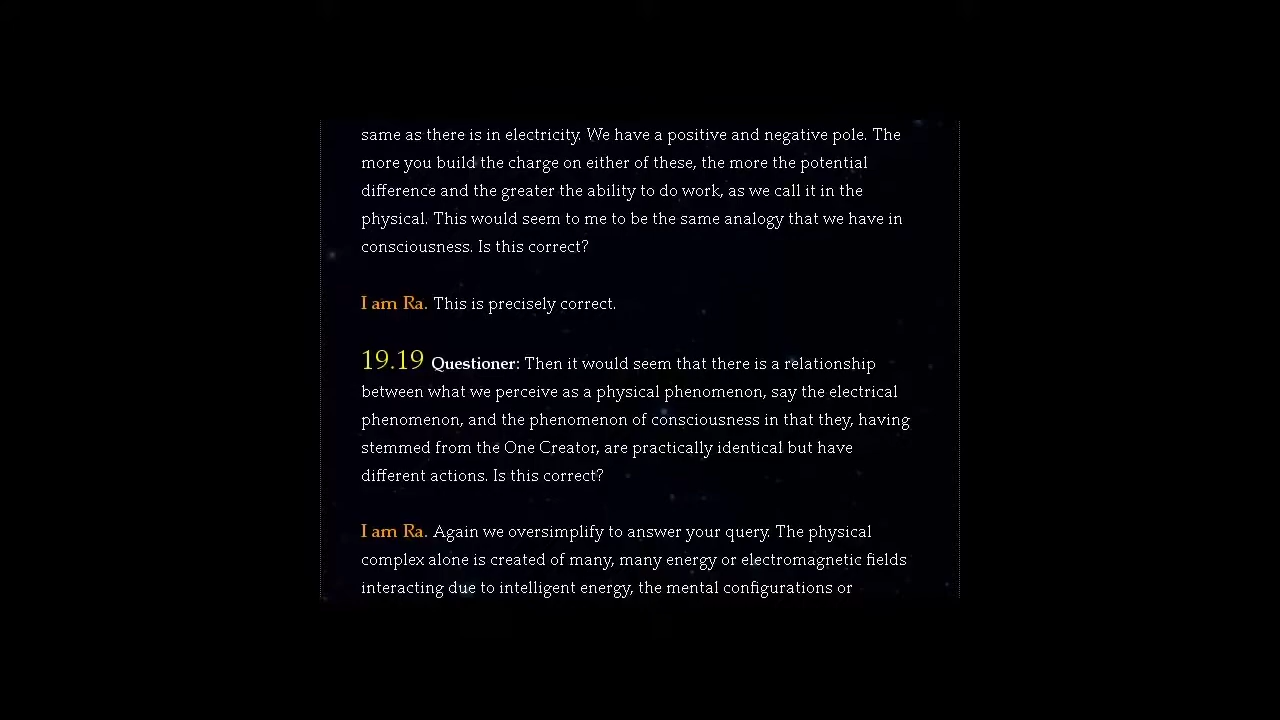 same as there is in electricity. We have a positive and negative pole. The
more you build the charge on either of these, the more the potential
difference and the greater the ability to do work, as we call it in the
physical. This would seem to me to be the same analogy that we have in
consciousness. Is this correct?
I am Ra. This is precisely correct.
19.19 Questioner: Then it would seem that there is a relationship
between what we perceive as a physical phenomenon, say the electrical
phenomenon, and the phenomenon of consciousness in that they, having
stemmed from the One Creator, are practically identical but have
different actions. Is this correct?
I am Ra. Again we oversimplify to answer your query. The physical
complex alone is created of many, many energy or electromagnetic fields
interacting due to intelligent energy, the mental configurations or